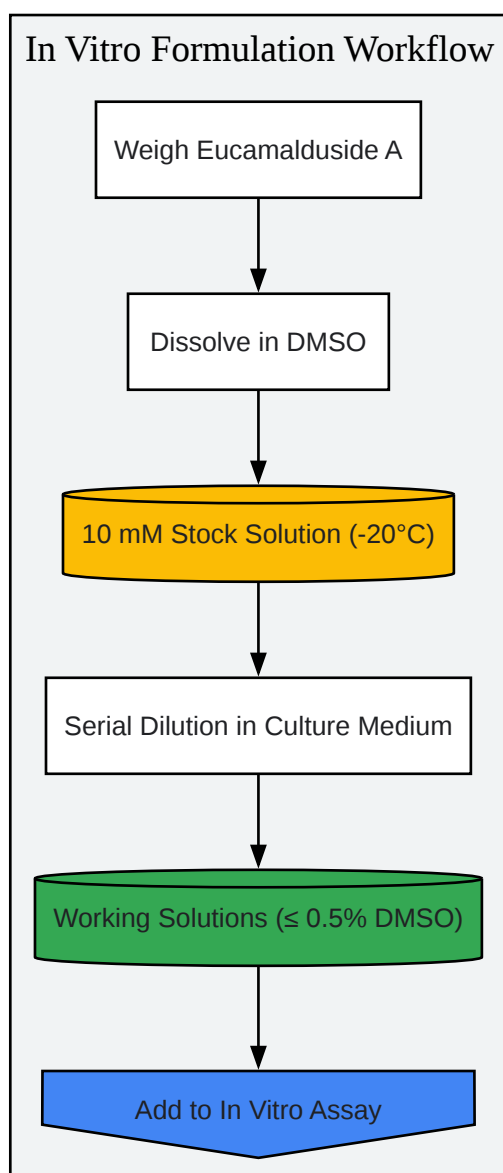 In Vitro Formulation Workflow
Weigh Eucamalduside A
Dissolve in DMSO
10 mM Stock Solution (-20°C)
Serial Dilution in Culture Medium
Working Solutions (≤ 0.5% DMSO)
Add to In Vitro Assay